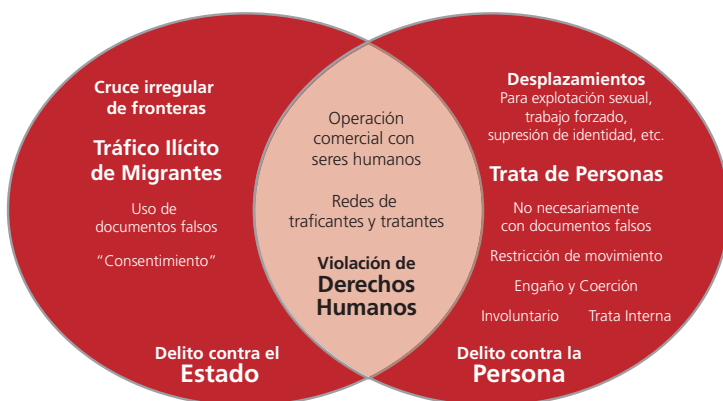 Cruce irregular
de fronteras
Tráfico Ilícito
de Migrantes
Uso de
documentos falsos
“Consentimiento”
Delito contra el
Estado
Operación
comercial con
seres humanos
Redes de
traficantes y tratantes
Violación de
Derechos
Humanos
Desplazamientos
Para explotación sexual,
trabajo forzado,
supresión de identidad, etc.
Trata de Personas
No necesariamente
con documentos falsos
Restricción de movimiento
Engaño y Coerción
Involuntario Trata Interna
Delito contra la
Persona